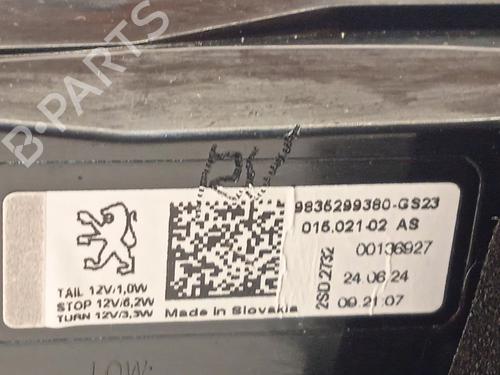 B-PARTS
9835299380-GS23
015.021-02 AS
00136927
2SD.2732
24.06.24
09.21.07
TAIL 12V/1,0W
STOP 12V/6,2W
TURN 12V/3,3W
Made in Slovakia
LOW: